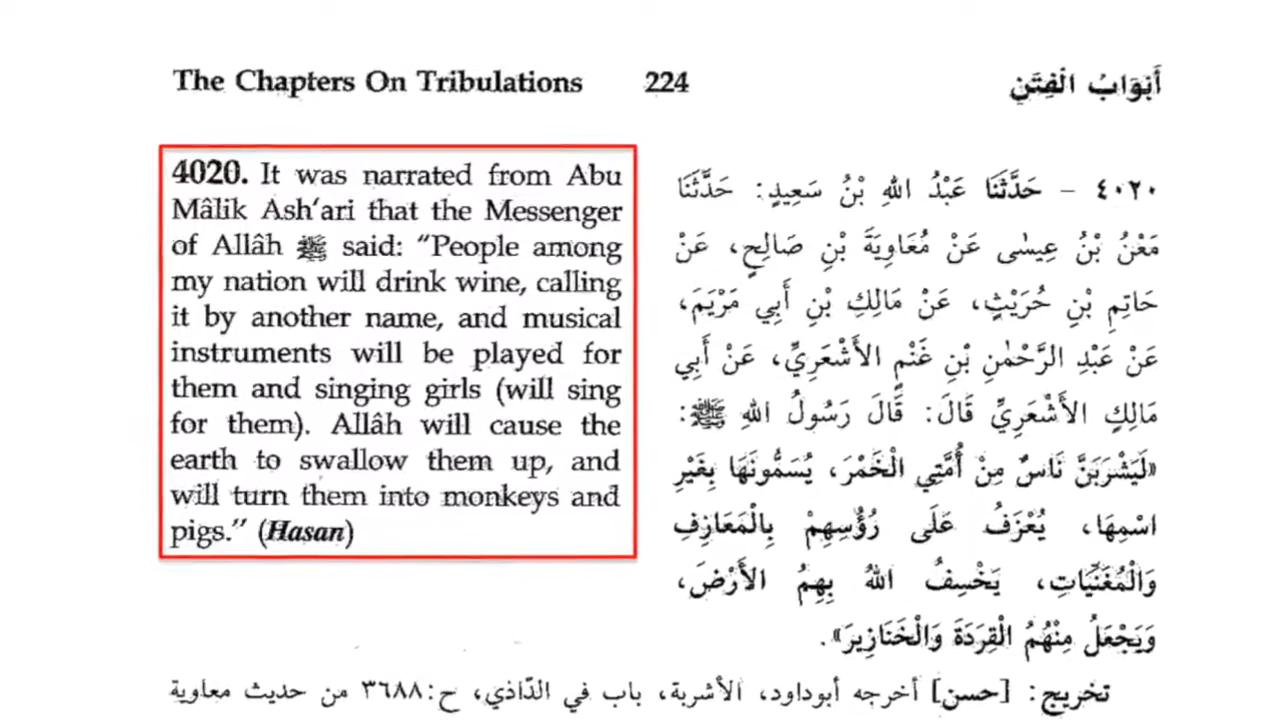 The Chapters On Tribulations 224 أَبْوَابُ الْفِتَنِ
4020. It was narrated from Abu
Mâlik Ash‘ari that the Messenger
of Allâh ﷺ said: “People among
my nation will drink wine, calling
it by another name, and musical
instruments will be played for
them and singing girls (will sing
for them). Allâh will cause the
earth to swallow them up, and
will turn them into monkeys and
pigs.” (Hasan)
٤٠٢٠ – حَدَّثَنَا عَبْدُ اللهِ بْنُ سَعِيدٍ: حَدَّثَنَا
مَعْنُ بْنُ عِيسٰى عَنْ مُعَاوِيَةَ بْنِ صَالِحٍ، عَنْ
حَاتِمِ بْنِ حُرَيْثٍ، عَنْ مَالِكِ بْنِ أَبِي مَرْيَمَ،
عَنْ عَبْدِ الرَّحْمٰنِ بْنِ غَنْمٍ الأَشْعَرِيِّ، عَنْ أَبِي
مَالِكٍ الأَشْعَرِيِّ قَالَ: قَالَ رَسُولُ اللهِ ﷺ:
«لَيَشْرَبَنَّ نَاسٌ مِنْ أُمَّتِي الْخَمْرَ، يُسَمُّونَهَا بِغَيْرِ
اسْمِهَا، يُعْزَفُ عَلَى رُؤُسِهِمْ بِالْمَعَازِفِ
وَالْمُغَنِّيَاتِ، يَخْسِفُ اللهُ بِهِمُ الأَرْضَ،
وَيَجْعَلُ مِنْهُمُ الْقِرَدَةَ وَالْخَنَازِيرَ».
تخريج: [حسن] أخرجه أبوداود، الأشربة، باب في الدّاذي، ح:٣٦٨٨ من حديث معاوية